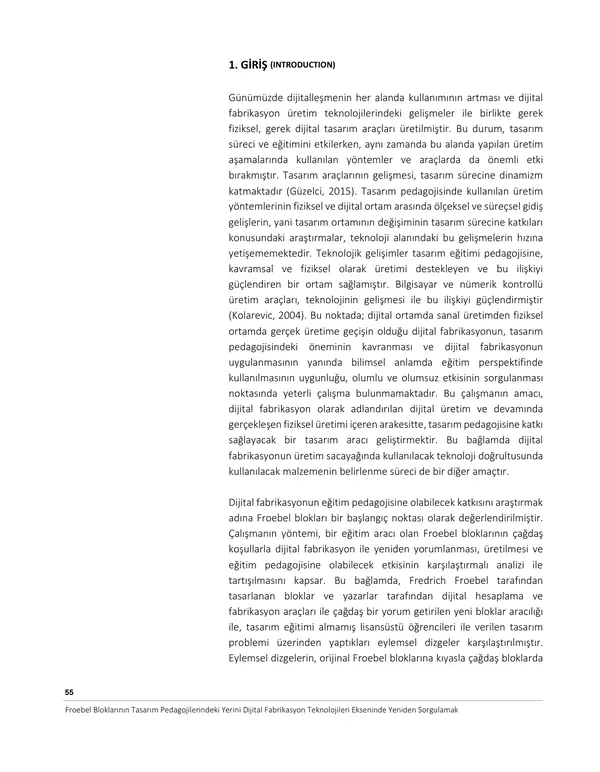 1. GİRİŞ (INTRODUCTION)
Günümüzde dijitalleşmenin her alanda kullanımının artması ve dijital
fabrikasyon üretim teknolojilerindeki gelişmeler ile birlikte gerek
fiziksel, gerek dijital tasarım araçları üretilmiştir. Bu durum, tasarım
süreci ve eğitimini etkilerken, aynı zamanda bu alanda yapılan üretim
aşamalarında kullanılan yöntemler ve araçlarda da önemli etki
bırakmıştır. Tasarım araçlarının gelişmesi, tasarım sürecine dinamizm
katmaktadır (Güzelci, 2015). Tasarım pedagojisinde kullanılan üretim
yöntemlerinin fiziksel ve dijital ortam arasında ölçeksel ve süreçsel gidiş
gelişlerin, yani tasarım ortamının değişiminin tasarım sürecine katkıları
konusundaki araştırmalar, teknoloji alanındaki bu gelişmelerin hızına
yetişememektedir. Teknolojik gelişimler tasarım eğitimi pedagojisine,
kavramsal ve fiziksel olarak üretimi destekleyen ve bu ilişkiyi
güçlendiren bir ortam sağlamıştır. Bilgisayar ve nümerik kontrollü
üretim araçları, teknolojinin gelişmesi ile bu ilişkiyi güçlendirmiştir
(Kolarevic, 2004). Bu noktada; dijital ortamda sanal üretimden fiziksel
ortamda gerçek üretime geçişin olduğu dijital fabrikasyonun, tasarım
pedagojisindeki öneminin kavranması ve dijital fabrikasyonun
uygulanmasının yanında bilimsel anlamda eğitim perspektifinde
kullanılmasının uygunluğu, olumlu ve olumsuz etkisinin sorgulanması
noktasında yeterli çalışma bulunmamaktadır. Bu çalışmanın amacı,
dijital fabrikasyon olarak adlandırılan dijital üretim ve devamında
gerçekleşen fiziksel üretimi içeren arakesitte, tasarım pedagojisine katkı
sağlayacak bir tasarım aracı geliştirmektir. Bu bağlamda dijital
fabrikasyonun üretim sacayağında kullanılacak teknoloji doğrultusunda
kullanılacak malzemenin belirlenme süreci de bir diğer amaçtır.
Dijital fabrikasyonun eğitim pedagojisine olabilecek katkısını araştırmak
adına Froebel blokları bir başlangıç noktası olarak değerlendirilmiştir.
Çalışmanın yöntemi, bir eğitim aracı olan Froebel bloklarının çağdaş
koşullarla dijital fabrikasyon ile yeniden yorumlanması, üretilmesi ve
eğitim pedagojisine olabilecek etkisinin karşılaştırmalı analizi ile
tartışılmasını kapsar. Bu bağlamda, Fredrich Froebel tarafından
tasarlanan bloklar ve yazarlar tarafından dijital hesaplama ve
fabrikasyon araçları ile çağdaş bir yorum getirilen yeni bloklar aracılığı
ile, tasarım eğitimi almamış lisansüstü öğrencileri ile verilen tasarım
problemi üzerinden yaptıkları eylemsel dizgeler karşılaştırılmıştır.
Eylemsel dizgelerin, orijinal Froebel bloklarına kıyasla çağdaş bloklarda
55
Froebel Bloklarının Tasarım Pedagojilerindeki Yerini Dijital Fabrikasyon Teknolojileri Ekseninde Yeniden Sorgulamak